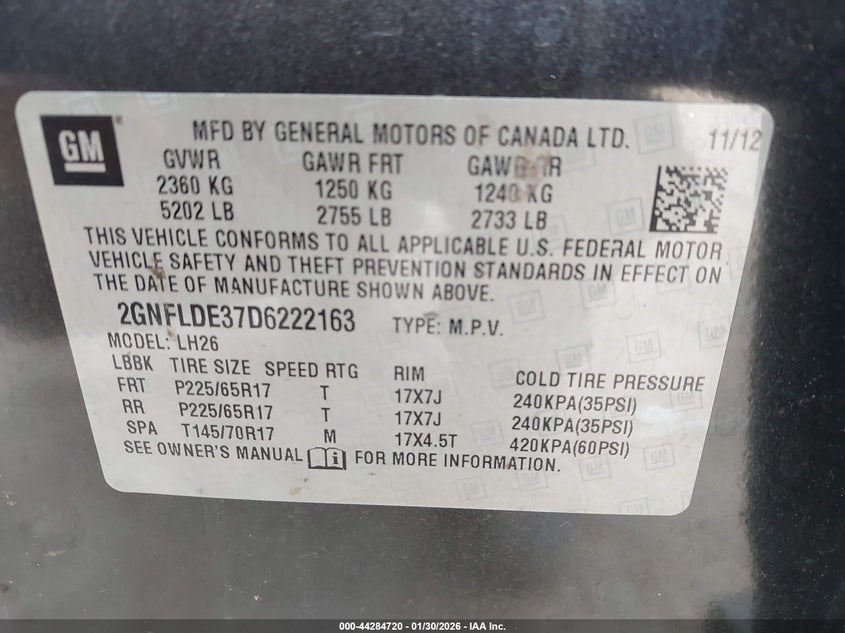 GM
MFD BY GENERAL MOTORS OF CANADA LTD. 11/12
GVWR GAWR FRT GAWR RR
2360 KG 1250 KG 1240 KG
5202 LB 2755 LB 2733 LB
THIS VEHICLE CONFORMS TO ALL APPLICABLE U.S. FEDERAL MOTOR
VEHICLE SAFETY AND THEFT PREVENTION STANDARDS IN EFFECT ON
THE DATE OF MANUFACTURE SHOWN ABOVE.
2GNFLDE37D6222163 TYPE: M.P.V.
MODEL: LH26
LBBK TIRE SIZE SPEED RTG RIM COLD TIRE PRESSURE
FRT P225/65R17 T 17X7J 240KPA(35PSI)
RR P225/65R17 T 17X7J 240KPA(35PSI)
SPA T145/70R17 M 17X4.5T 420KPA(60PSI)
SEE OWNER'S MANUAL FOR MORE INFORMATION.
000-44284720 - 01/30/2026 - IAA Inc.